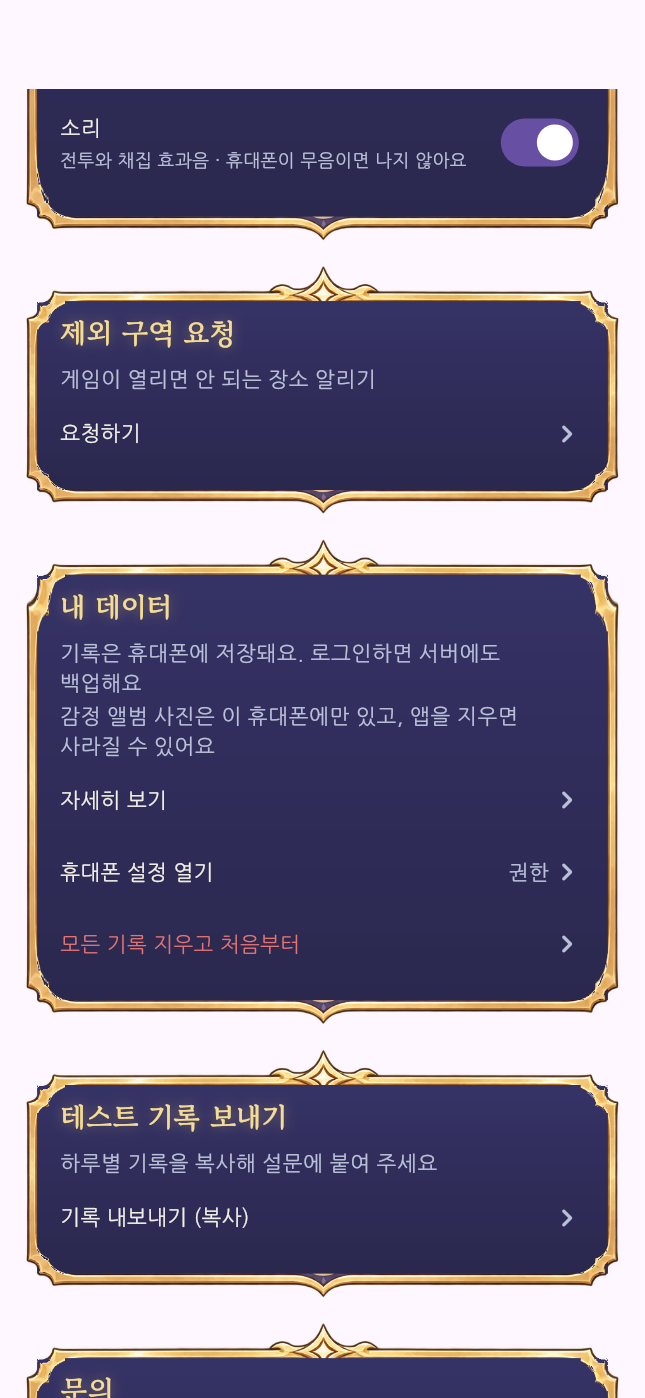 소리
전투와 채집 효과음 · 휴대폰이 무음이면 나지 않아요
제외 구역 요청
게임이 열리면 안 되는 장소 알리기
요청하기
내 데이터
기록은 휴대폰에 저장돼요. 로그인하면 서버에도
백업해요
감정 앨범 사진은 이 휴대폰에만 있고, 앱을 지우면
사라질 수 있어요
자세히 보기
휴대폰 설정 열기 권한
모든 기록 지우고 처음부터
테스트 기록 보내기
하루별 기록을 복사해 설문에 붙여 주세요
기록 내보내기 (복사)
문의